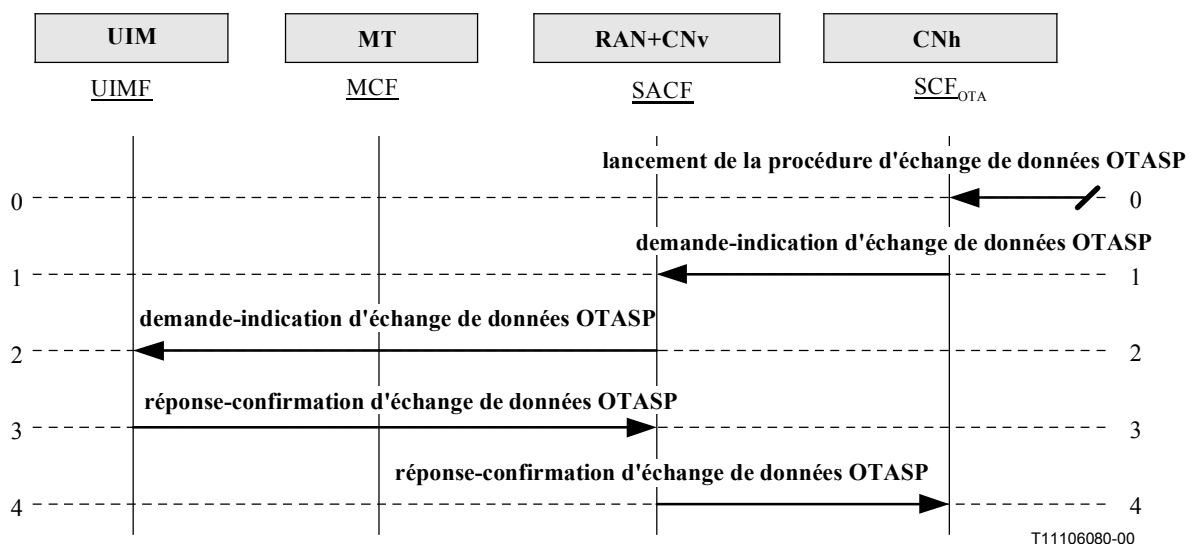 UIM MT RAN+CNv CNh
UIMF MCF SACF SCF OTA
lancement de la procédure d'échange de données OTASP
0 0
demande-indication d'échange de données OTASP
1 1
demande-indication d'échange de données OTASP
2 2
réponse-confirmation d'échange de données OTASP
3 3
réponse-confirmation d'échange de données OTASP
4 4
T11106080-00